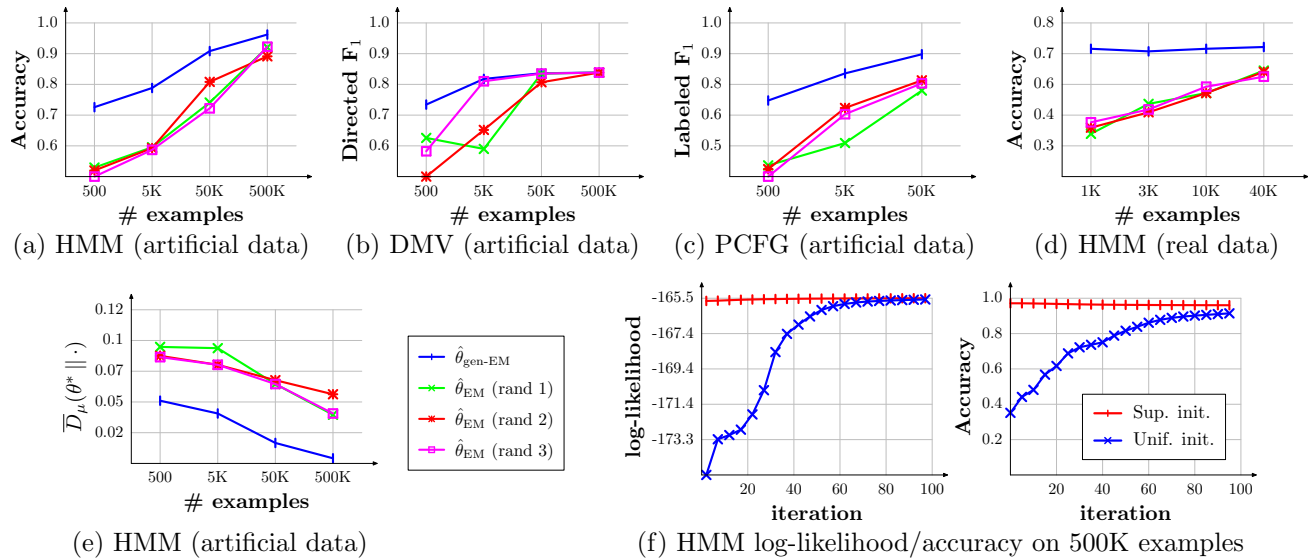 1.0
0.9
0.8
0.7
0.6
Accuracy
500 5K 50K 500K
# examples
(a) HMM (artificial data)
1.0
0.9
0.8
0.7
0.6
Directed F1
500 5K 50K 500K
# examples
(b) DMV (artificial data)
1.0
0.9
0.8
0.6
0.5
Labeled F1
500 5K 50K
# examples
(c) PCFG (artificial data)
0.8
0.7
0.6
0.4
0.3
Accuracy
1K 3K 10K 40K
# examples
(d) HMM (real data)
0.12
0.1
0.07
0.05
0.02
D̅μ(θ* || ·)
500 5K 50K 500K
# examples
(e) HMM (artificial data)
θ̂gen-EM
θ̂EM (rand 1)
θ̂EM (rand 2)
θ̂EM (rand 3)
-165.5
-167.4
-169.4
-171.4
-173.3
log-likelihood
20 40 60 80 100
iteration
1.0
0.8
0.6
0.4
0.2
Accuracy
Sup. init.
Unif. init.
20 40 60 80 100
iteration
(f) HMM log-likelihood/accuracy on 500K examples